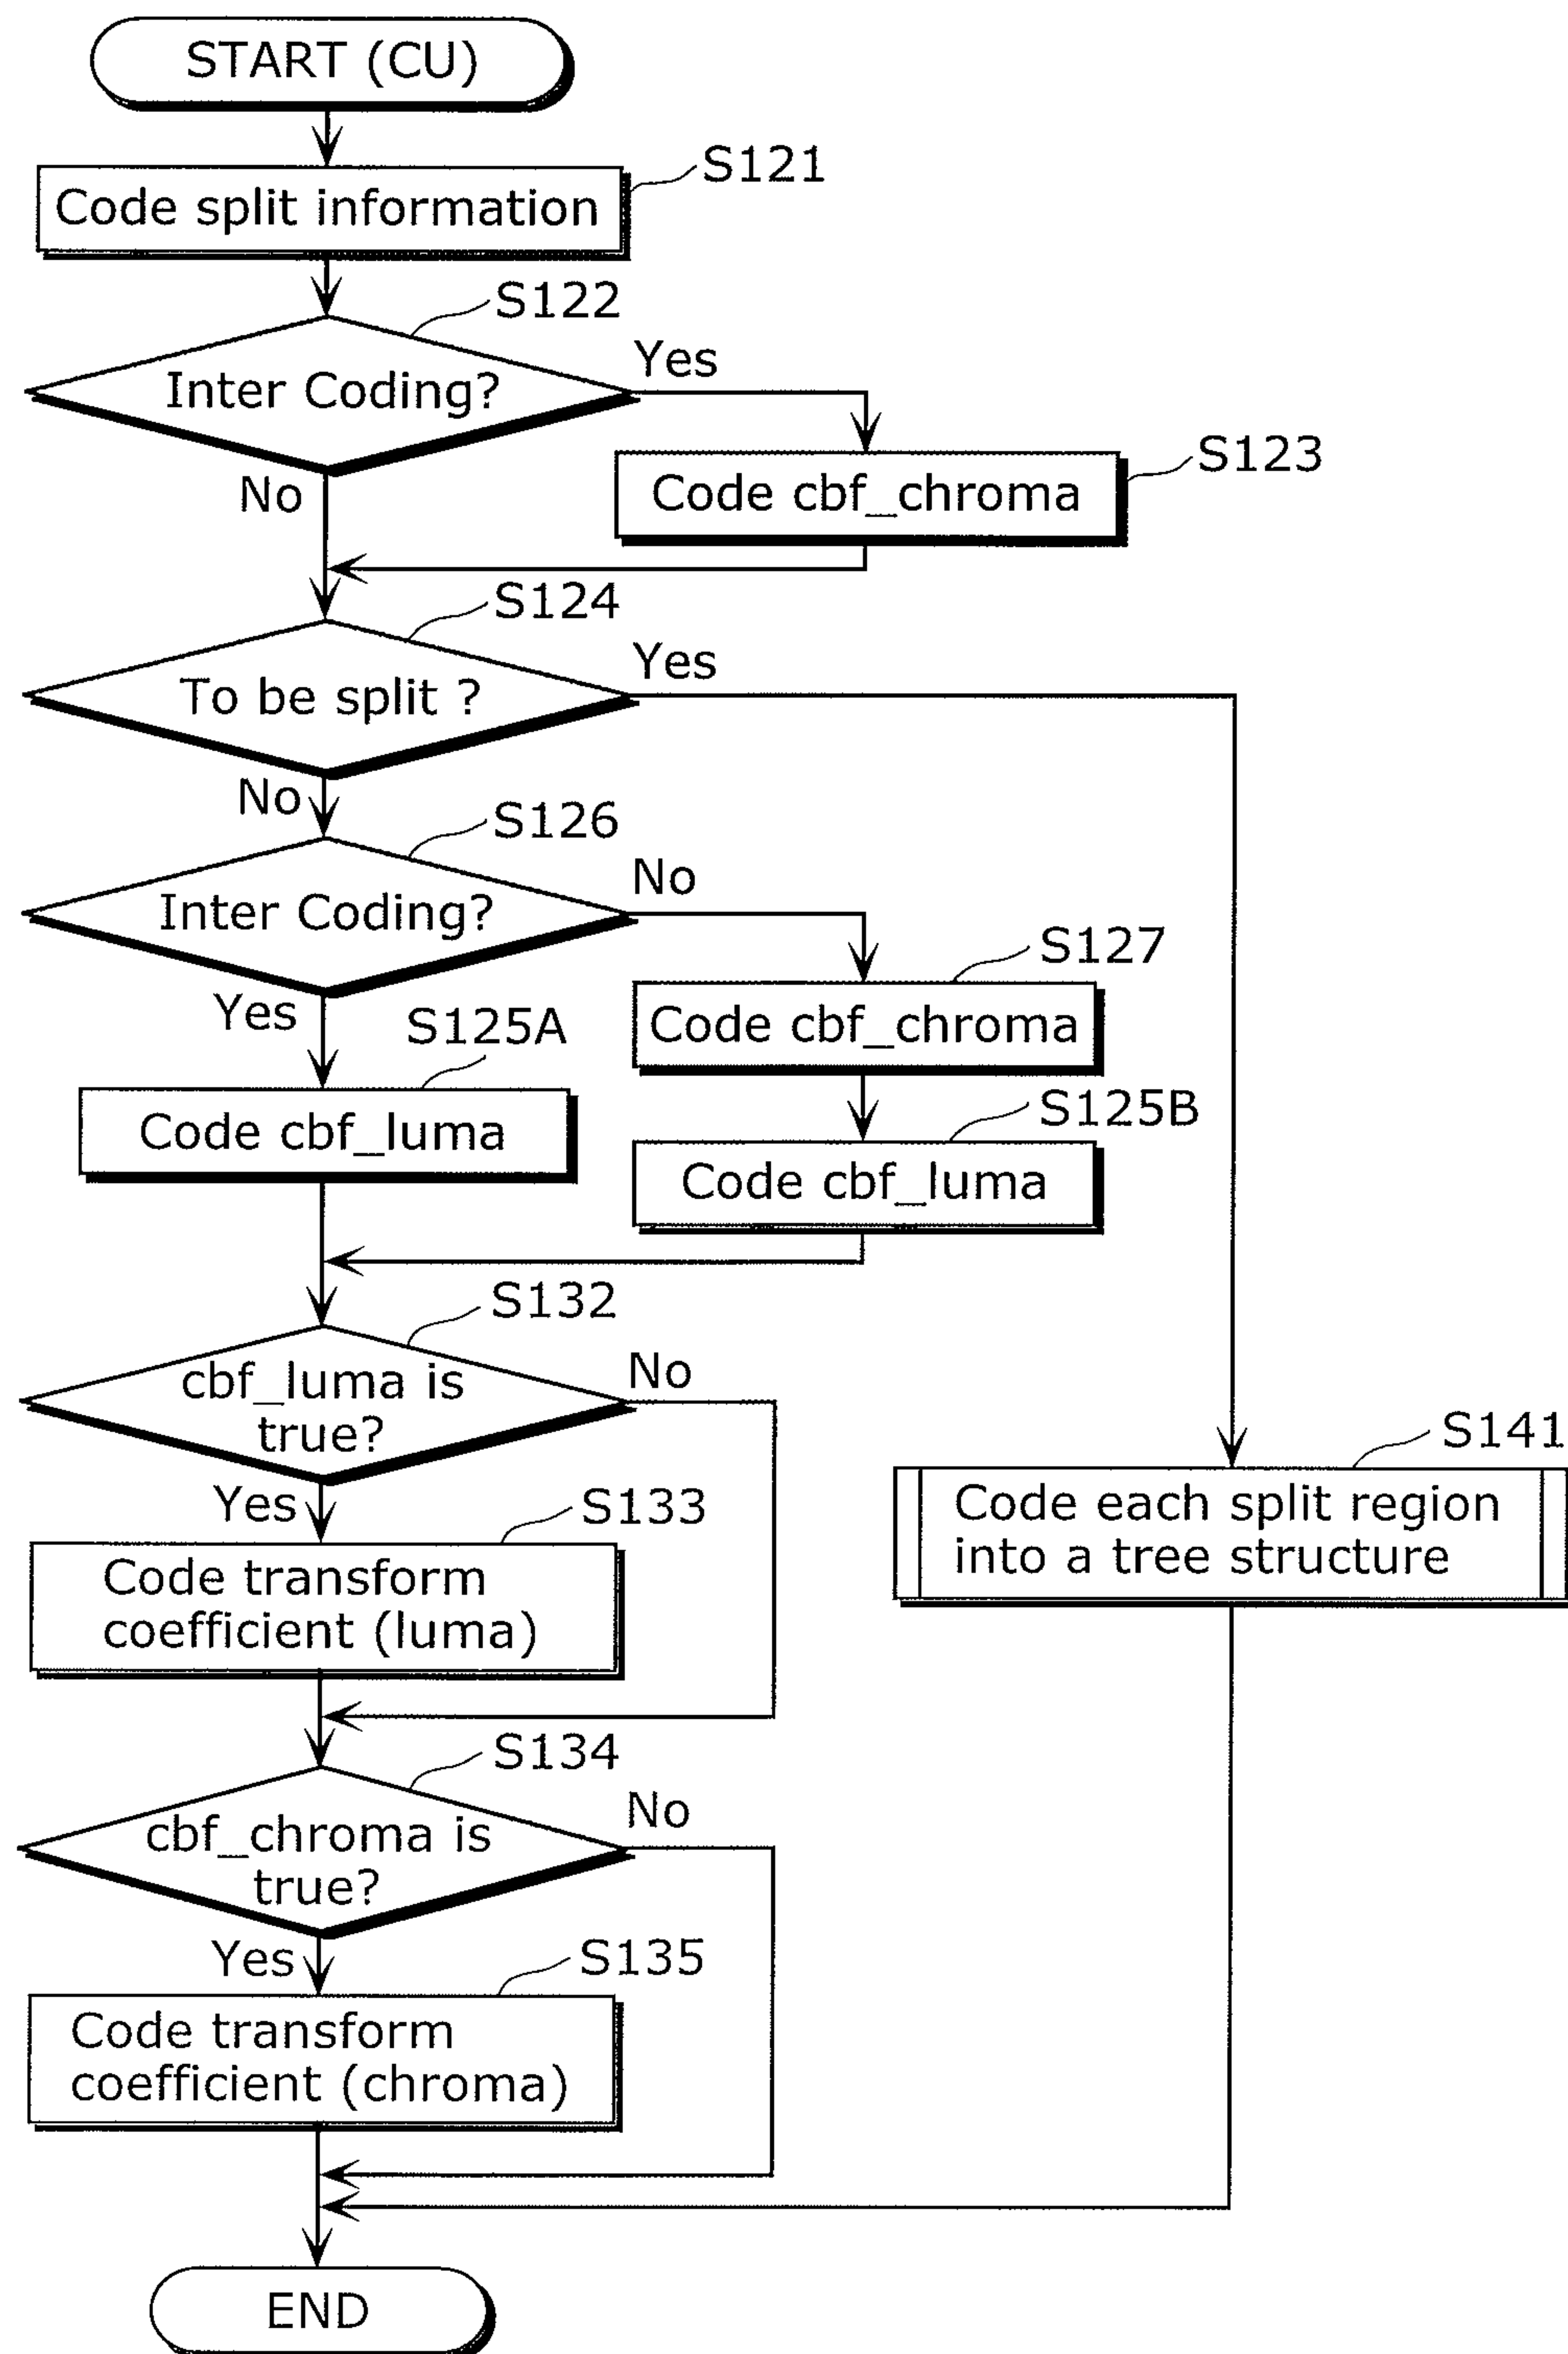 START (CU)
S121
Code split information
S122
Inter Coding?
Yes
No
S123
Code cbf_chroma
S124
To be split ?
Yes
No
S126
Inter Coding?
No
Yes
S127
Code cbf_chroma
S125A
Code cbf_luma
S125B
Code cbf_luma
S132
cbf_luma is
true?
No
Yes
S133
Code transform
coefficient (luma)
S141
Code each split region
into a tree structure
S134
cbf_chroma is
true?
No
Yes
S135
Code transform
coefficient (chroma)
END